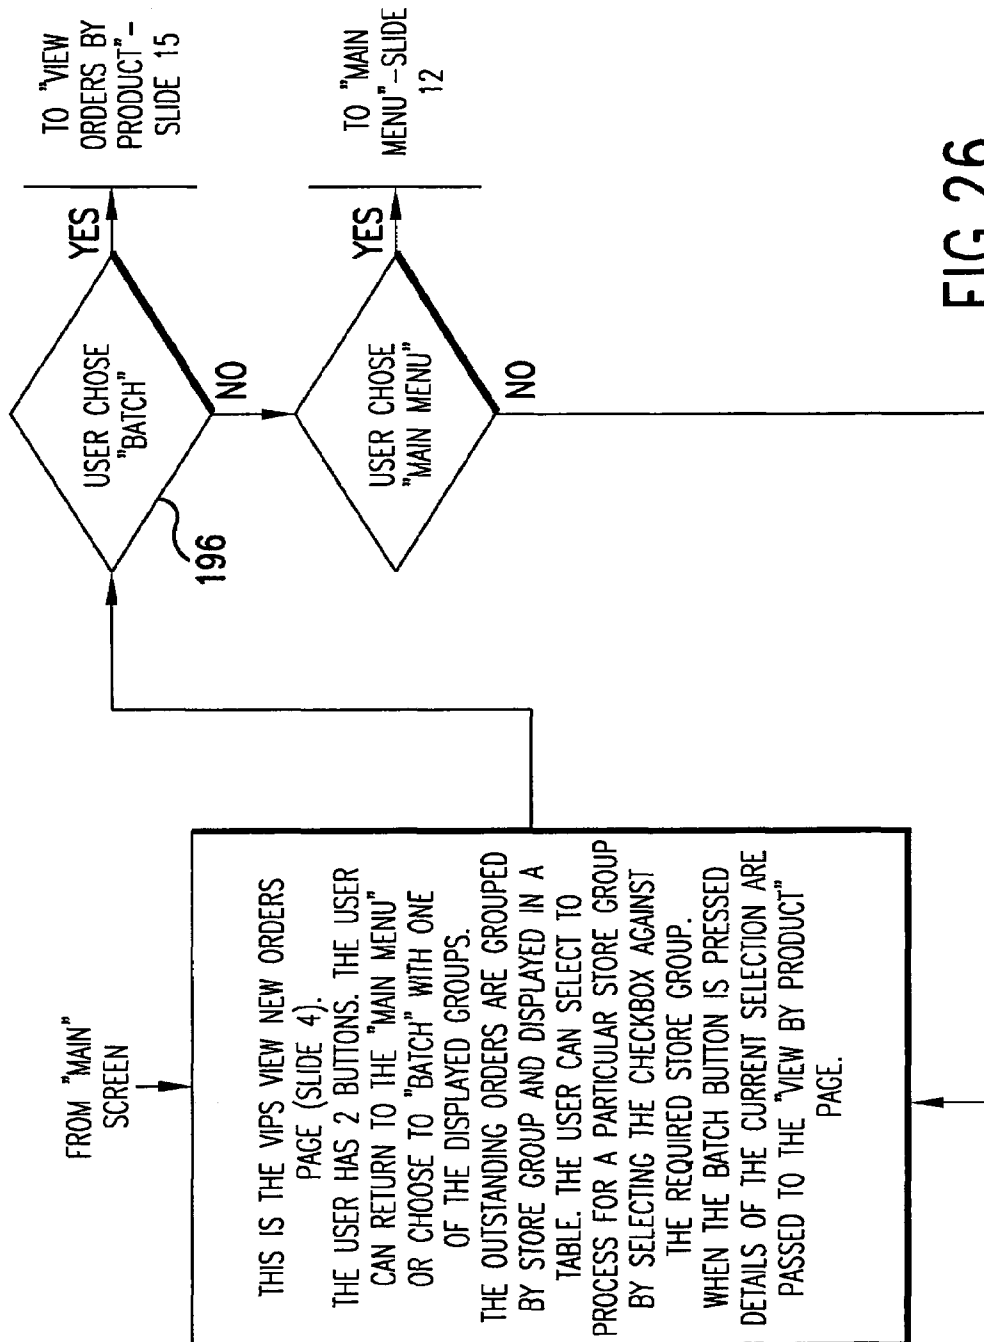 FROM "MAIN"
SCREEN
THIS IS THE VIPS VIEW NEW ORDERS
PAGE (SLIDE 4).
THE USER HAS 2 BUTTONS. THE USER
CAN RETURN TO THE "MAIN MENU"
OR CHOOSE TO "BATCH" WITH ONE
OF THE DISPLAYED GROUPS.
THE OUTSTANDING ORDERS ARE GROUPED
BY STORE GROUP AND DISPLAYED IN A
TABLE. THE USER CAN SELECT TO
PROCESS FOR A PARTICULAR STORE GROUP
BY SELECTING THE CHECKBOX AGAINST
THE REQUIRED STORE GROUP.
WHEN THE BATCH BUTTON IS PRESSED
DETAILS OF THE CURRENT SELECTION ARE
PASSED TO THE "VIEW BY PRODUCT"
PAGE.
USER CHOSE
"BATCH"
196
YES
NO
TO "VIEW
ORDERS BY
PRODUCT"-
SLIDE 15
USER CHOSE
"MAIN MENU"
YES
NO
TO "MAIN
MENU"-SLIDE
12
FIG.26